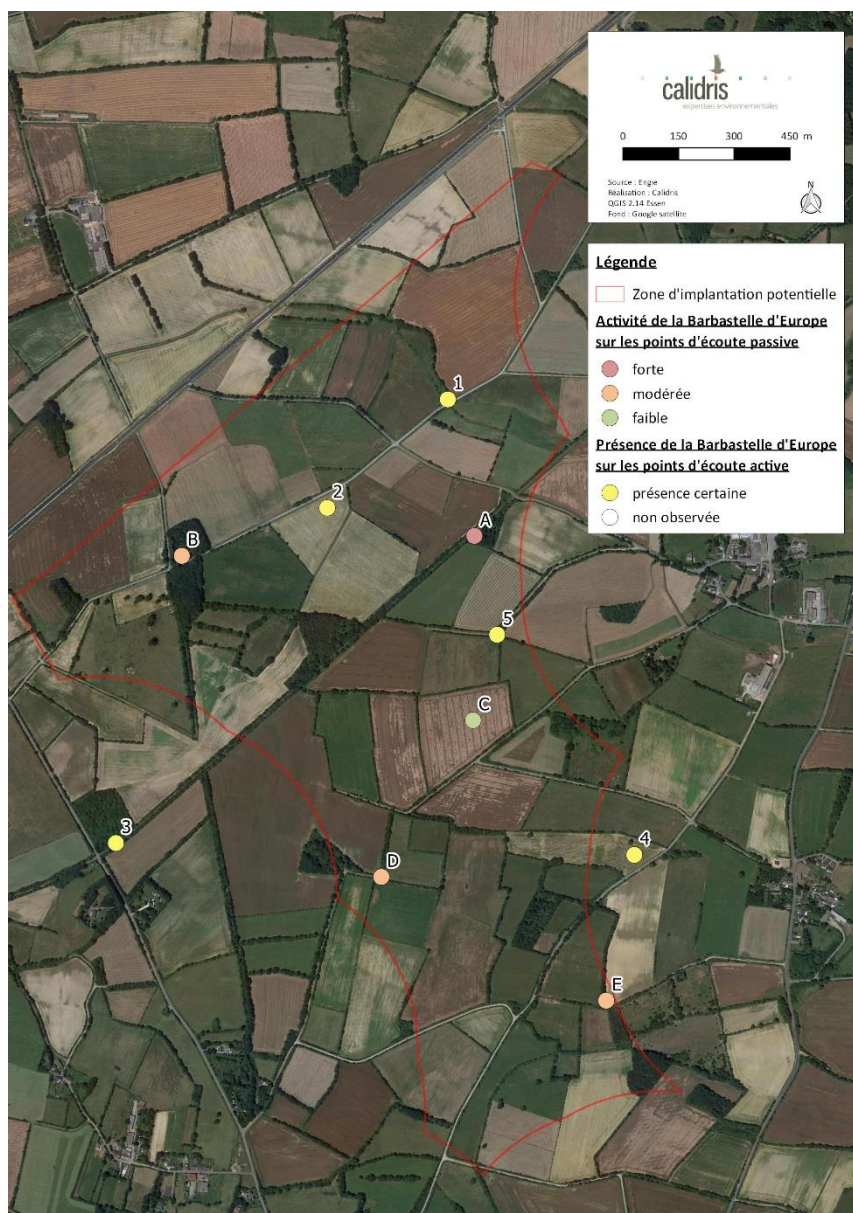 calidris
expertises environnementales
0 150 300 450 m
Source : Engie
Réalisation : Calidris
QGIS 2.14 Essen
Fond : Google satellite
N
Légende
Zone d'implantation potentielle
Activité de la Barbastelle d'Europe
sur les points d'écoute passive
forte
modérée
faible
Présence de la Barbastelle d'Europe
sur les points d'écoute active
présence certaine
non observée
1
2
A
B
5
C
3
4
D
E